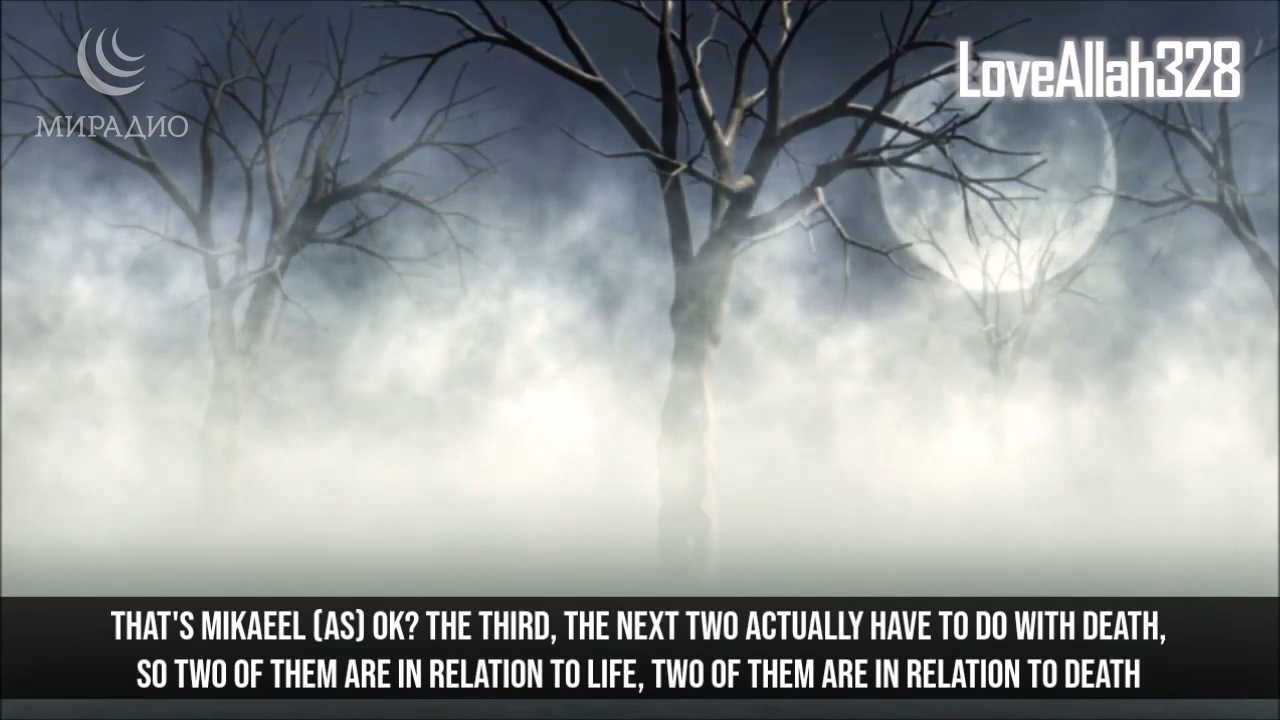 МИРАДИО
LoveAllah328
THAT'S MIKAEEL (AS) OK? THE THIRD, THE NEXT TWO ACTUALLY HAVE TO DO WITH DEATH,
SO TWO OF THEM ARE IN RELATION TO LIFE, TWO OF THEM ARE IN RELATION TO DEATH